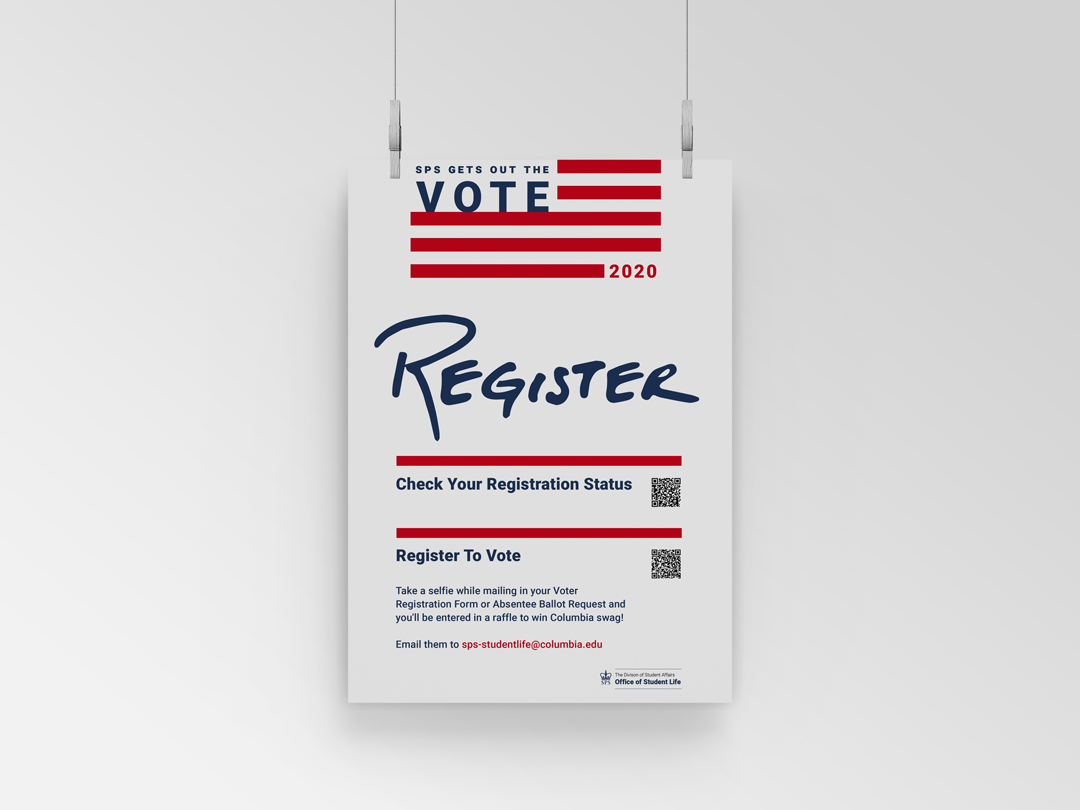 SPS GETS OUT THE
VOTE
2020
REGISTER
Check Your Registration Status
Register To Vote
Take a selfie while mailing in your Voter
Registration Form or Absentee Ballot Request and
you'll be entered in a raffle to win Columbia swag!
Email them to sps-studentlife@columbia.edu
SPS
The Division of Student Affairs
Office of Student Life